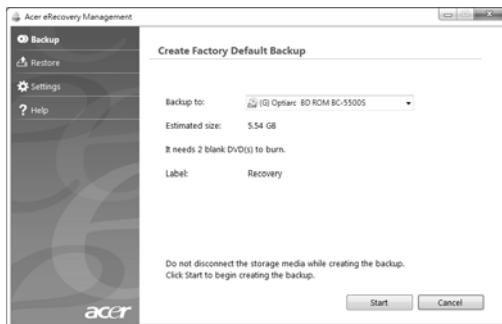 Acer eRecovery Management
Backup
Restore
Settings
Help
Create Factory Default Backup
Backup to: (G) Optiarc BD ROM BC-5500S
Estimated size: 5.54 GB
It needs 2 blank DVD(s) to burn.
Label: Recovery
Do not disconnect the storage media while creating the backup.
Click Start to begin creating the backup.
Start Cancel
acer